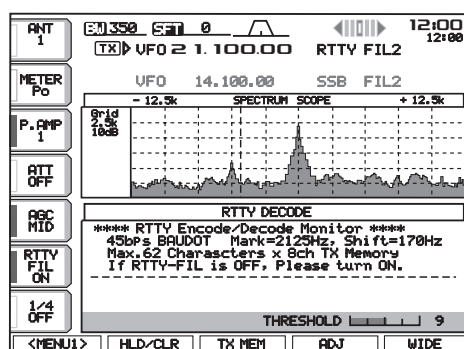 ANT
1
BW 350 SFT 0 12:00
TX VFO 2 1.100.00 RTTY FIL2 12:00
METER
Po
VFO 14.100.00 SSB FIL2
- 12.5k SPECTRUM SCOPE + 12.5k
Grid
2.5k
10dB
P.AMP
1
ATT
OFF
AGC
MID
RTTY DECODE
**** RTTY Encode/Decode Monitor ****
45bps BAUDOT Mark=2125Hz, Shift=170Hz
Max.62 Charascters x 8ch TX Memory
If RTTY-FIL is OFF, Please turn ON.
RTTY
FIL
ON
1/4
OFF
THRESHOLD 9
<MENU1> HLD/CLR TX MEM ADJ WIDE